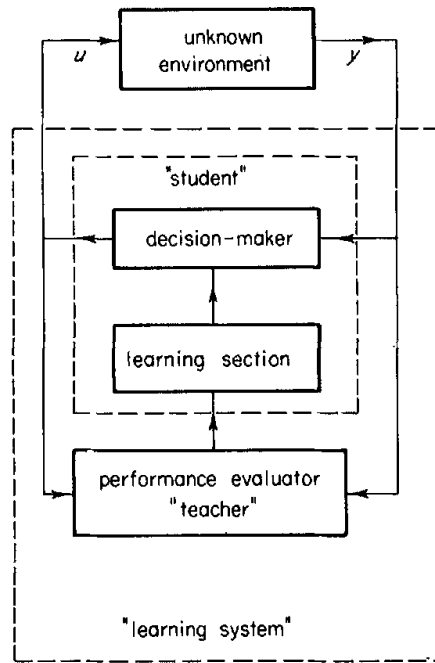 unknown
environment
u
y
"student"
decision-maker
learning section
performance evaluator
"teacher"
"learning system"